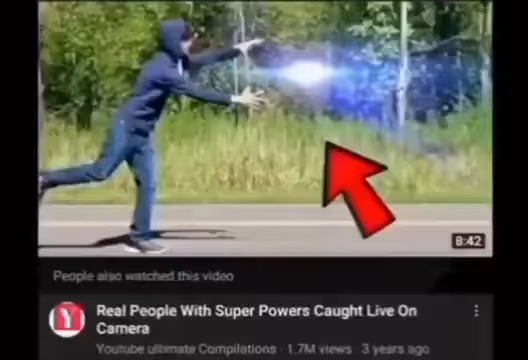 8:42
People also watched this video
Y
Real People With Super Powers Caught Live On
Camera
Youtube ultimate Compilations · 1.7M views · 3 years ago